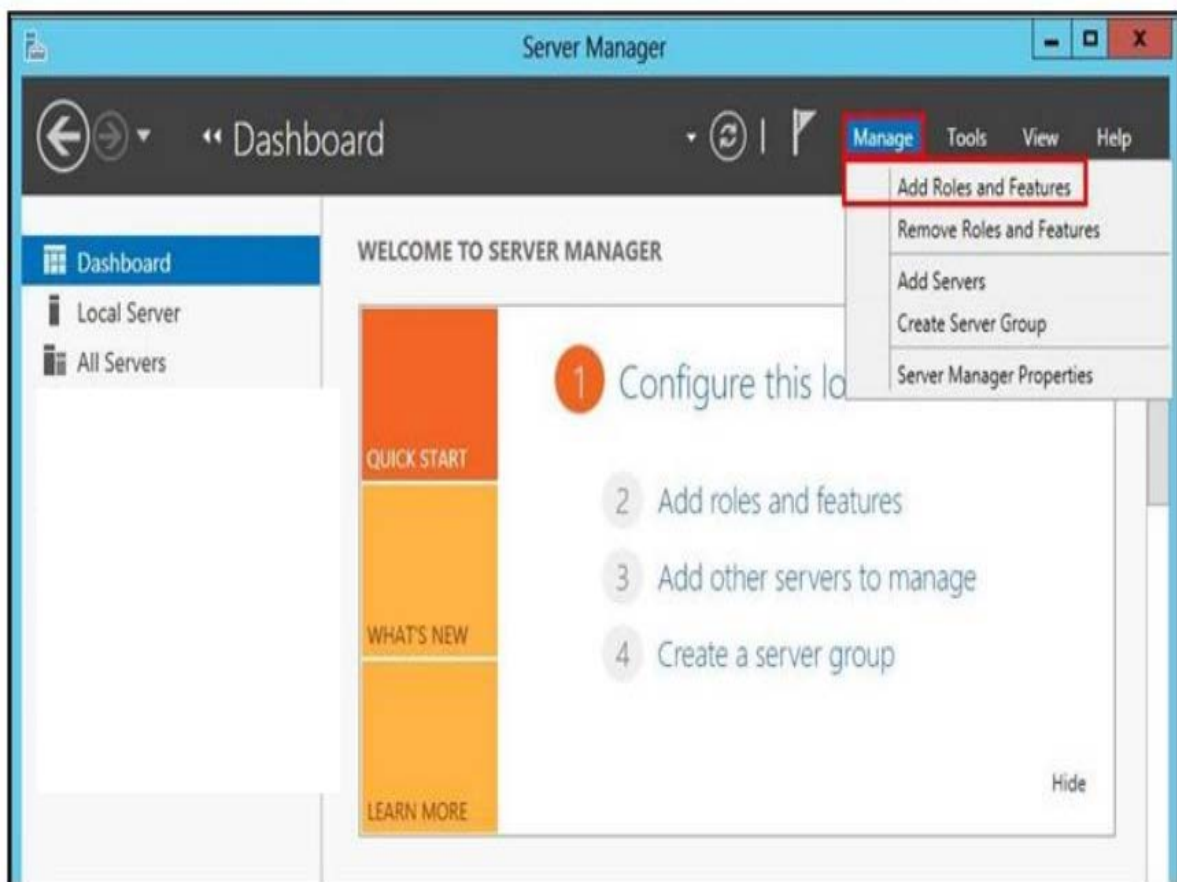 Server Manager
Dashboard
Manage Tools View Help
Add Roles and Features
Remove Roles and Features
Add Servers
Create Server Group
Server Manager Properties
Dashboard
Local Server
All Servers
WELCOME TO SERVER MANAGER
QUICK START
WHAT'S NEW
LEARN MORE
1 Configure this lo
2 Add roles and features
3 Add other servers to manage
4 Create a server group
Hide